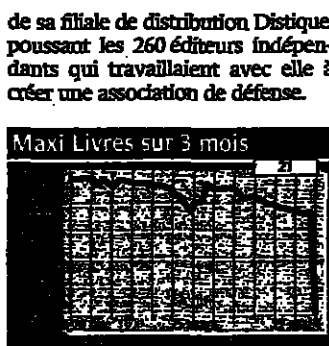 de sa filiale de distribution Distique
poussant les 260 éditeurs indépen-
dants qui travaillaient avec elle à
créer une association de défense.
Maxi Livres sur 3 mois
21